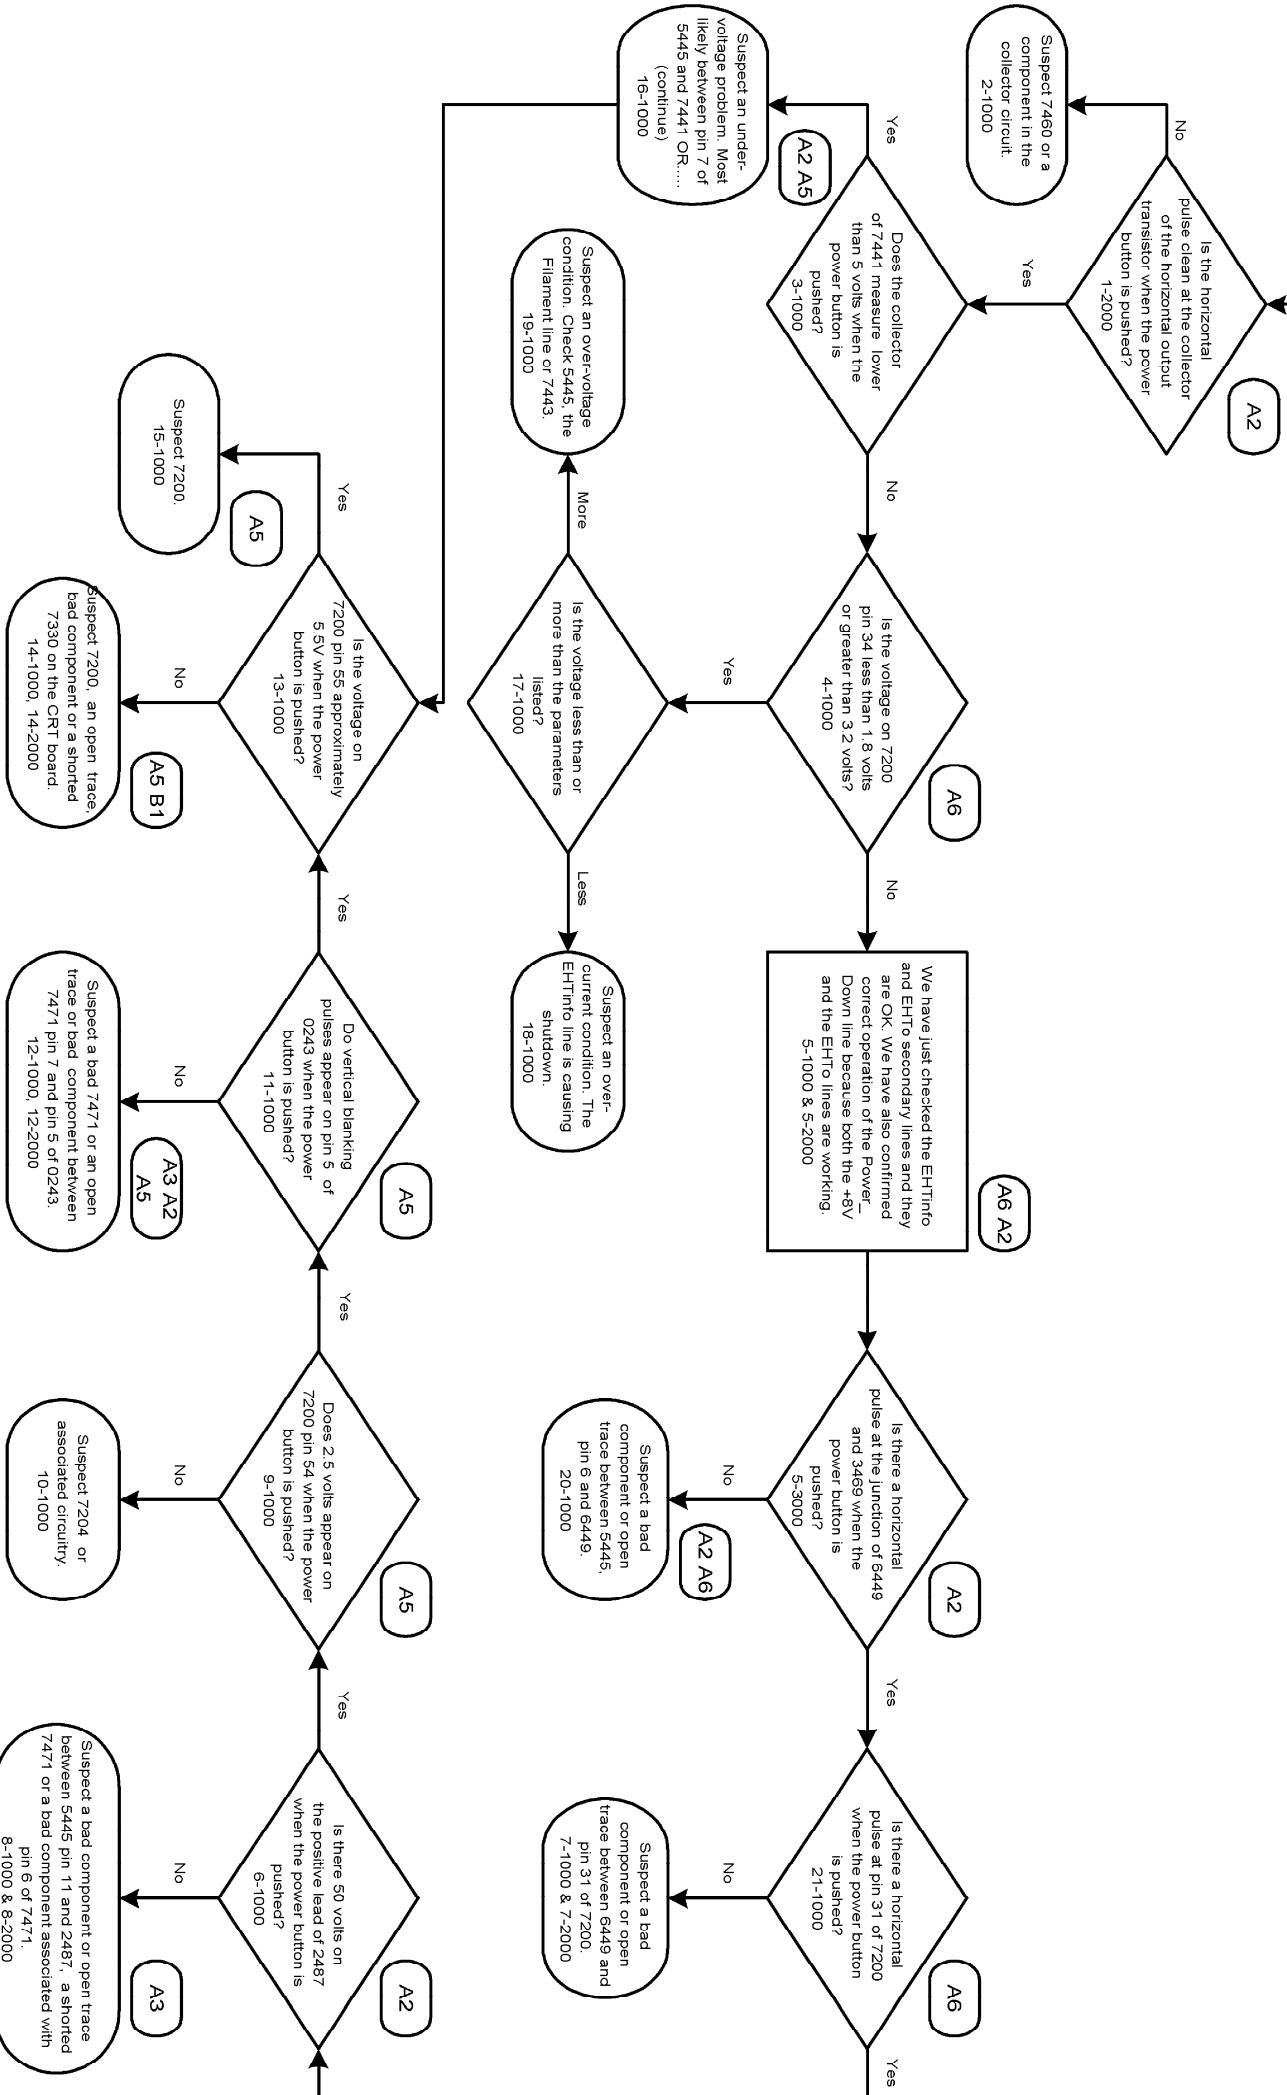 Is the horizontal
pulse clean at the collector
of the horizontal output
transistor when the power
button is pushed?
1-2000
A2
No
Suspect 7460 or a
component in the
collector circuit.
2-1000
Yes
Does the collector
of 7441 measure lower
than 5 volts when the
power button is
pushed?
3-1000
Yes
A2 A5
Suspect an under-
voltage problem. Most
likely between pin 7 of
5445 and 7441 OR.....
(continue)
16-1000
No
Is the voltage on 7200
pin 34 less than 1.8 volts
or greater than 3.2 volts?
4-1000
A6
Yes
Is the voltage less than or
more than the parameters
listed?
17-1000
More
Suspect an over-voltage
condition. Check 5445, the
Filament line or 7443.
19-1000
Less
Suspect an over-
current condition. The
EHTinfo line is causing
shutdown.
18-1000
No
We have just checked the EHTinfo
and EHTo secondary lines and they
are OK. We have also confirmed
correct operation of the Power_
Down line because both the +8V
and the EHTo lines are working.
5-1000 & 5-2000
A6 A2
Is there a horizontal
pulse at the junction of 6449
and 3469 when the
power button is
pushed?
5-3000
A2
No
A2 A6
Suspect a bad
component or open
trace between 5445,
pin 6 and 6449.
20-1000
Yes
Is there a horizontal
pulse at pin 31 of 7200
when the power button
is pushed?
21-1000
A6
No
Suspect a bad
component or open
trace between 6449 and
pin 31 of 7200.
7-1000 & 7-2000
Yes
Is the voltage on
7200 pin 55 approximately
5.5V when the power
button is pushed?
13-1000
Yes
A5
Suspect 7200.
15-1000
No
A5 B1
Suspect 7200, an open trace,
bad component or a shorted
7330 on the CRT board.
14-1000, 14-2000
Yes
Do vertical blanking
pulses appear on pin 5 of
0243 when the power
button is pushed?
11-1000
A5
No
A3 A2
A5
Suspect a bad 7471 or an open
trace or bad component between
7471 pin 7 and pin 5 of 0243.
12-1000, 12-2000
Yes
Does 2.5 volts appear on
7200 pin 54 when the power
button is pushed?
9-1000
A5
No
Suspect 7204 or
associated circuitry.
10-1000
Yes
Is there 50 volts on
the positive lead of 2487
when the power button is
pushed?
6-1000
A2
No
A3
Suspect a bad component or open trace
between 5445 pin 11 and 2487, a shorted
7471 or a bad component associated with
pin 6 of 7471.
8-1000 & 8-2000